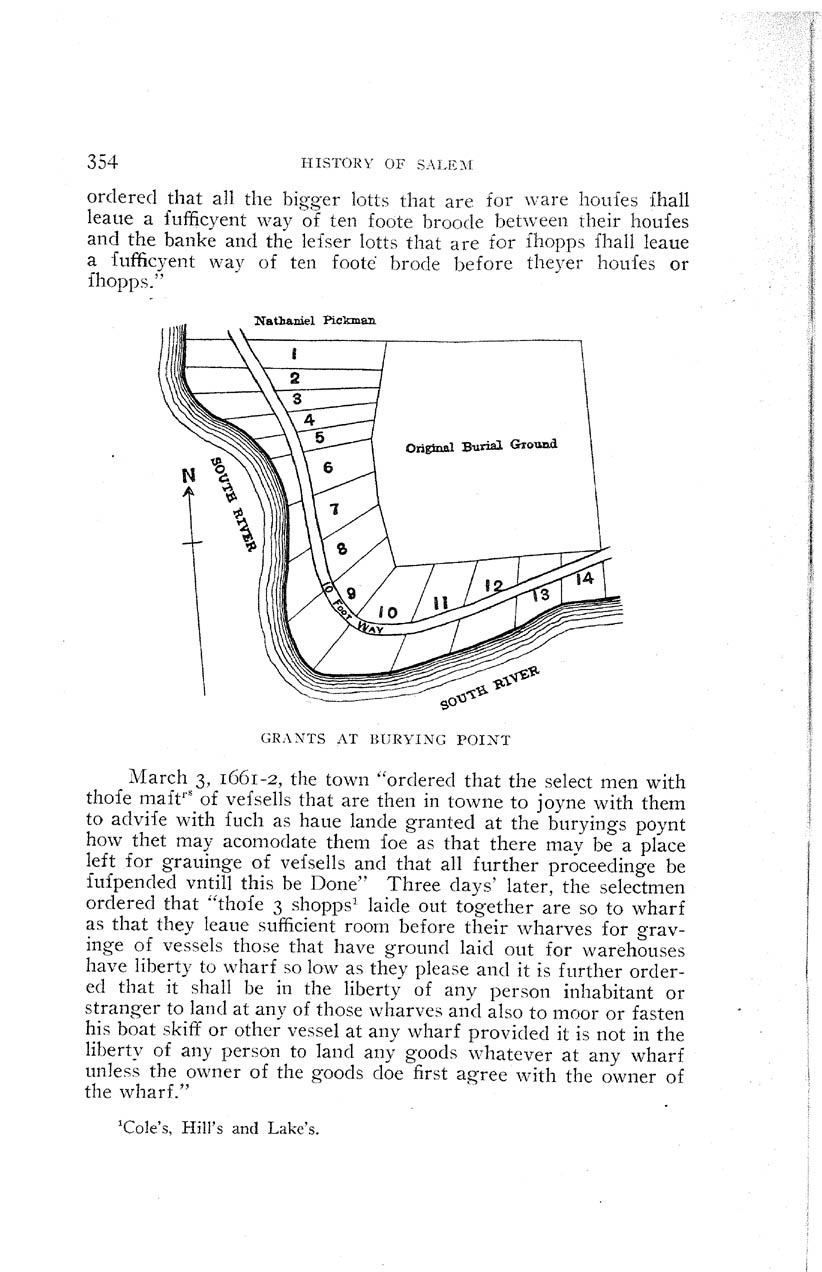 354 HISTORY OF SALEM
ordered that all the bigger lotts that are for ware houſes ſhall
leaue a ſufficyent way of ten foote broode between their houſes
and the banke and the leſser lotts that are for ſhopps ſhall leaue
a ſufficyent way of ten foote brode before theyer houſes or
ſhopps."
Nathaniel Pickman
1
2
3
4
5
Original Burial Ground
6
N
SOUTH RIVER
7
8
9
10
11
12
13
14
10 FOOT WAY
SOUTH RIVER
GRANTS AT BURYING POINT
March 3, 1661-2, the town "ordered that the select men with
thoſe maſtʳˢ of veſsells that are then in towne to joyne with them
to adviſe with ſuch as haue lande granted at the buryings poynt
how thet may acomodate them ſoe as that there may be a place
left for grauinge of veſsells and that all further proceedinge be
ſuſpended vntill this be Done" Three days' later, the selectmen
ordered that "thoſe 3 shopps¹ laide out together are so to wharf
as that they leaue sufficient room before their wharves for grav-
inge of vessels those that have ground laid out for warehouses
have liberty to wharf so low as they please and it is further order-
ed that it shall be in the liberty of any person inhabitant or
stranger to land at any of those wharves and also to moor or fasten
his boat skiff or other vessel at any wharf provided it is not in the
liberty of any person to land any goods whatever at any wharf
unless the owner of the goods doe first agree with the owner of
the wharf."
¹Cole's, Hill's and Lake's.